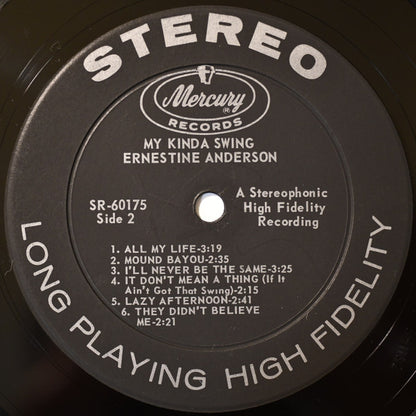 STEREO
Mercury
®
RECORDS
MY KINDA SWING
ERNESTINE ANDERSON
SR-60175
Side 2
A Stereophonic
High Fidelity
Recording
1. ALL MY LIFE-3:19
2. MOUND BAYOU-2:35
3. I'LL NEVER BE THE SAME-3:25
4. IT DON'T MEAN A THING (If It
Ain't Got That Swing)-2:15
5. LAZY AFTERNOON-2:41
6. THEY DIDN'T BELIEVE
ME-2:21
LONG PLAYING HIGH FIDELITY